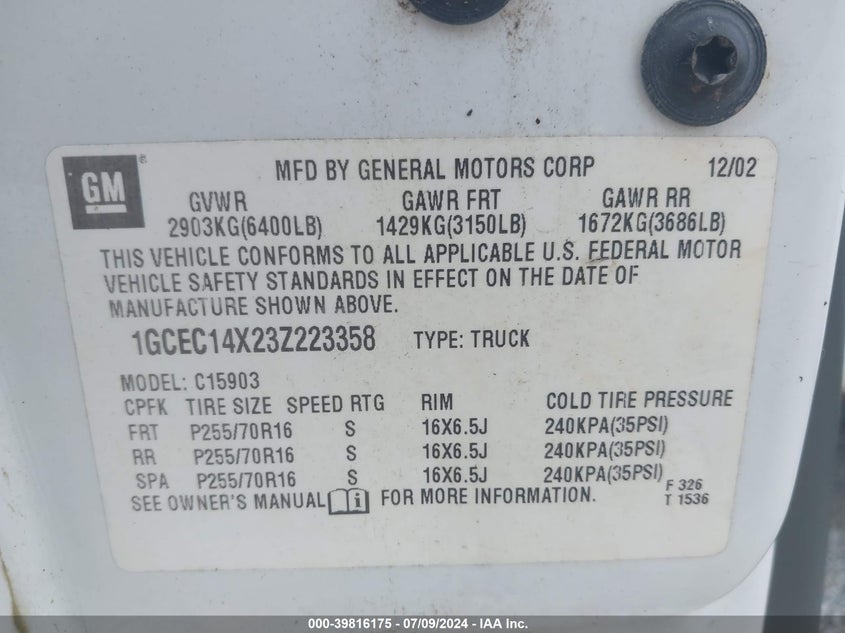 GM ® MFD BY GENERAL MOTORS CORP 12/02
GVWR GAWR FRT GAWR RR
2903KG(6400LB) 1429KG(3150LB) 1672KG(3686LB)
THIS VEHICLE CONFORMS TO ALL APPLICABLE U.S. FEDERAL MOTOR
VEHICLE SAFETY STANDARDS IN EFFECT ON THE DATE OF
MANUFACTURE SHOWN ABOVE.
1GCEC14X23Z223358 TYPE: TRUCK
MODEL: C15903
CPFK TIRE SIZE SPEED RTG RIM COLD TIRE PRESSURE
FRT P255/70R16 S 16X6.5J 240KPA(35PSI)
RR P255/70R16 S 16X6.5J 240KPA(35PSI)
SPA P255/70R16 S 16X6.5J 240KPA(35PSI)
SEE OWNER'S MANUAL i FOR MORE INFORMATION. F 326
T 1536
000-39816175 - 07/09/2024 - IAA Inc.